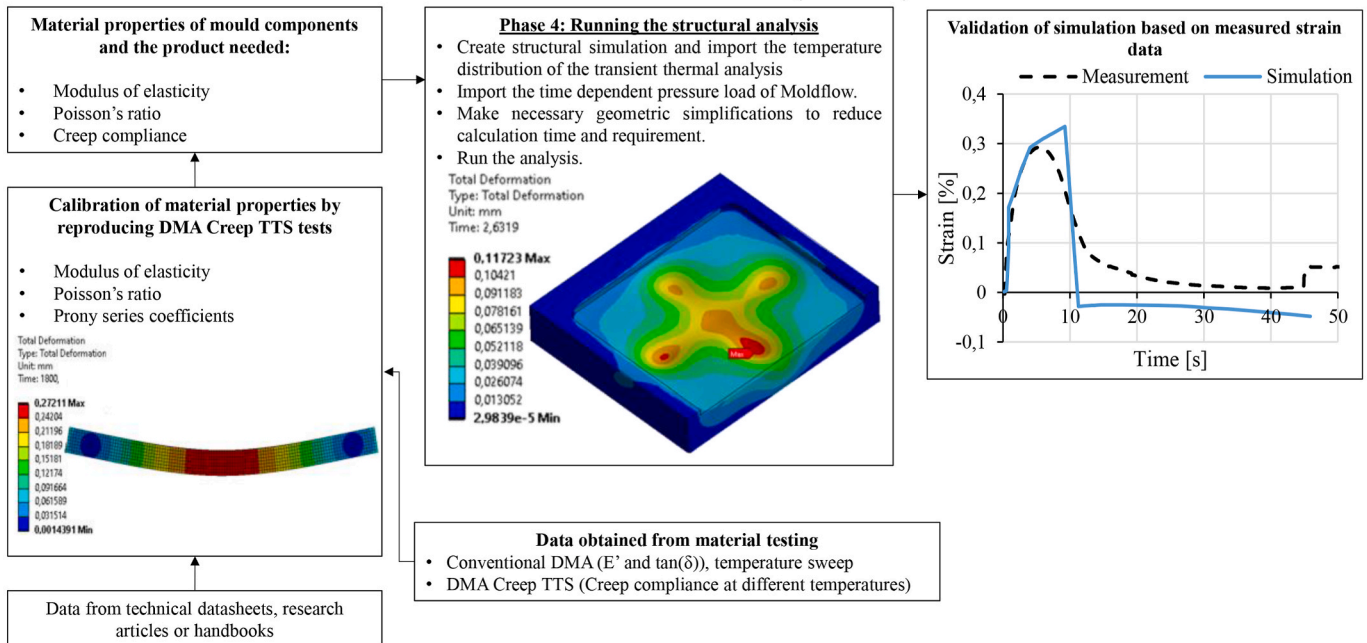 Material properties of mould components
and the product needed:
• Modulus of elasticity
• Poisson's ratio
• Creep compliance
Calibration of material properties by
reproducing DMA Creep TTS tests
• Modulus of elasticity
• Poisson's ratio
• Prony series coefficients
Total Deformation
Type: Total Deformation
Unit: mm
Time: 1800,
0,27211 Max
0,24204
0,21196
0,18189
0,15181
0,12174
0,091664
0,061589
0,031514
0,0014391 Min
Data from technical datasheets, research
articles or handbooks
Phase 4: Running the structural analysis
• Create structural simulation and import the temperature
distribution of the transient thermal analysis
• Import the time dependent pressure load of Moldflow.
• Make necessary geometric simplifications to reduce
calculation time and requirement.
• Run the analysis.
Total Deformation
Type: Total Deformation
Unit: mm
Time: 2,6319
0,11723 Max
0,10421
0,091183
0,078161
0,065139
0,052118
0,039096
0,026074
0,013052
2,9839e-5 Min
Max
Data obtained from material testing
• Conventional DMA (E’ and tan(δ)), temperature sweep
• DMA Creep TTS (Creep compliance at different temperatures)
Validation of simulation based on measured strain
data
Measurement Simulation
0,4
0,3
0,2
0,1
0
-0,1
Strain [%]
0 10 20 30 40 50
Time [s]